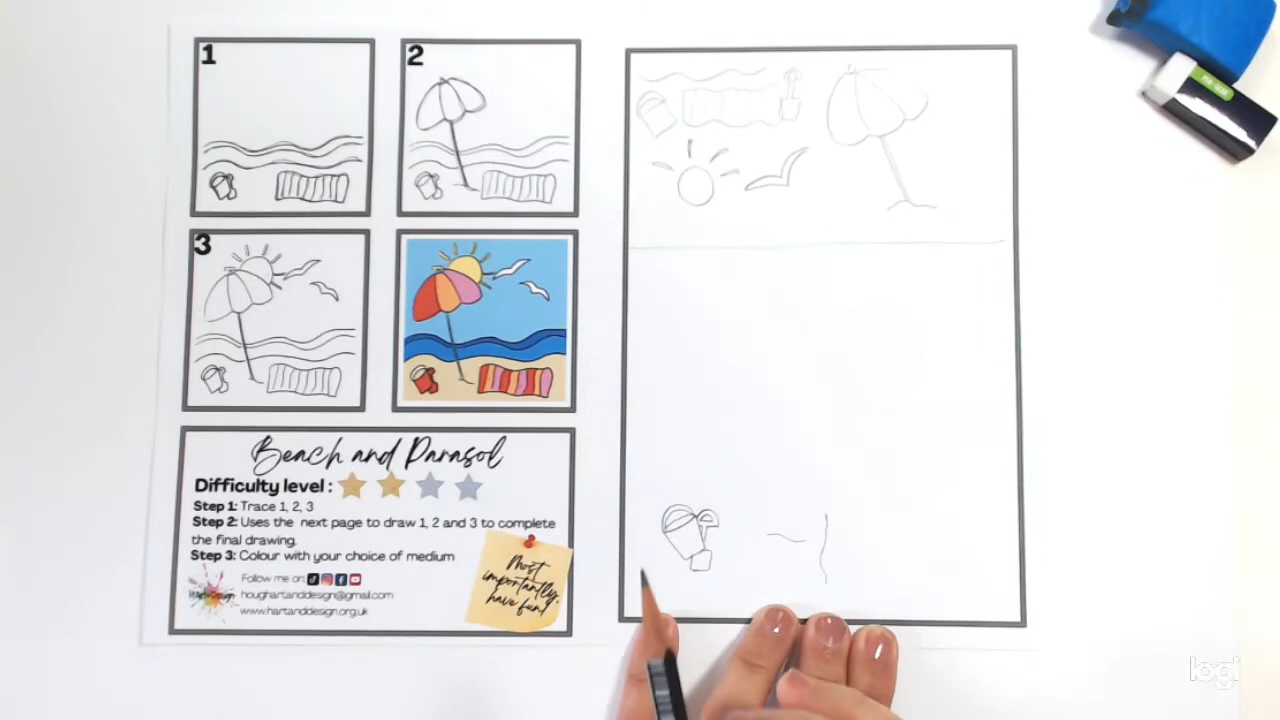 1
2
3
Beach and Parasol
Difficulty level :
Step 1: Trace 1, 2, 3
Step 2: Uses the next page to draw 1, 2 and 3 to complete
the final drawing.
Step 3: Colour with your choice of medium
Follow me on:
houghartanddesign@gmail.com
www.hartanddesign.org.uk
Most
importantly,
have fun!
logi